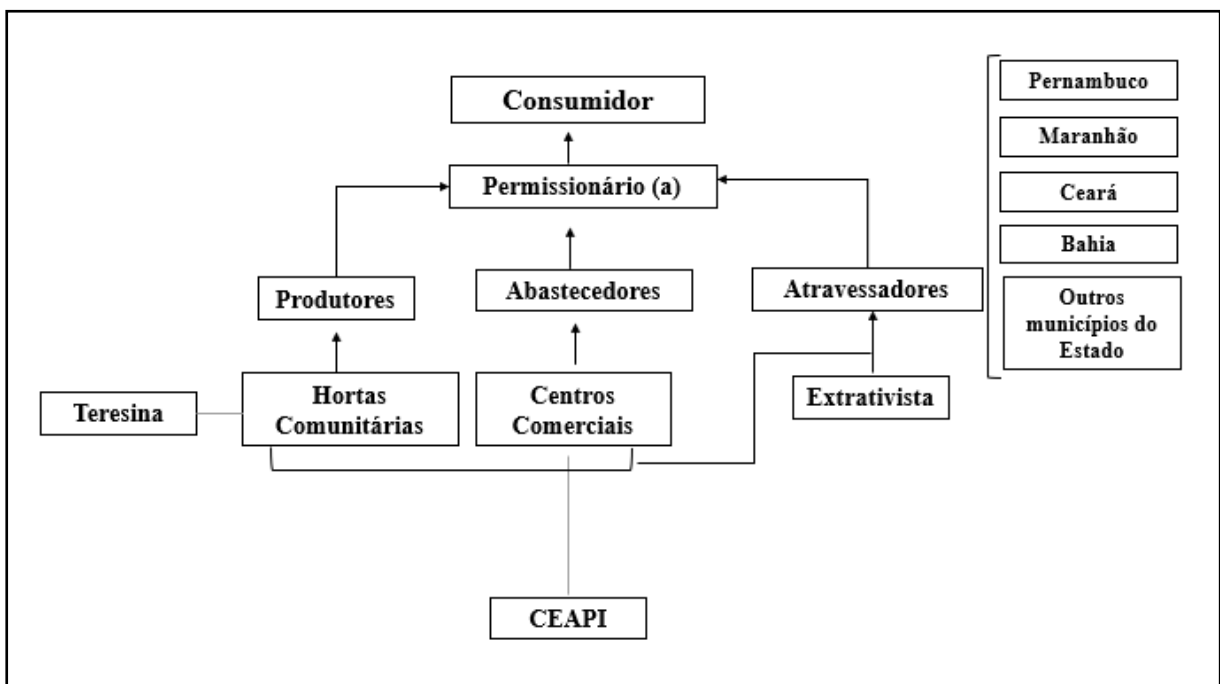 Consumidor
Permissionário (a)
Produtores
Abastecedores
Atravessadores
Teresina
Hortas
Comunitárias
Centros
Comerciais
Extrativista
CEAPI
Pernambuco
Maranhão
Ceará
Bahia
Outros
municípios do
Estado